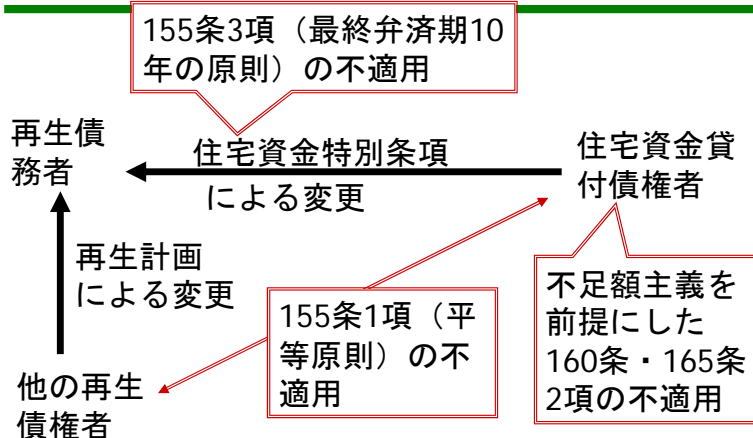 155条3項（最終弁済期10
年の原則）の不適用
再生債
務者
住宅資金特別条項
による変更
住宅資金貸
付債権者
再生計画
による変更
155条1項（平
等原則）の不
適用
不足額主義を
前提にした
160条・165条
2項の不適用
他の再生
債権者